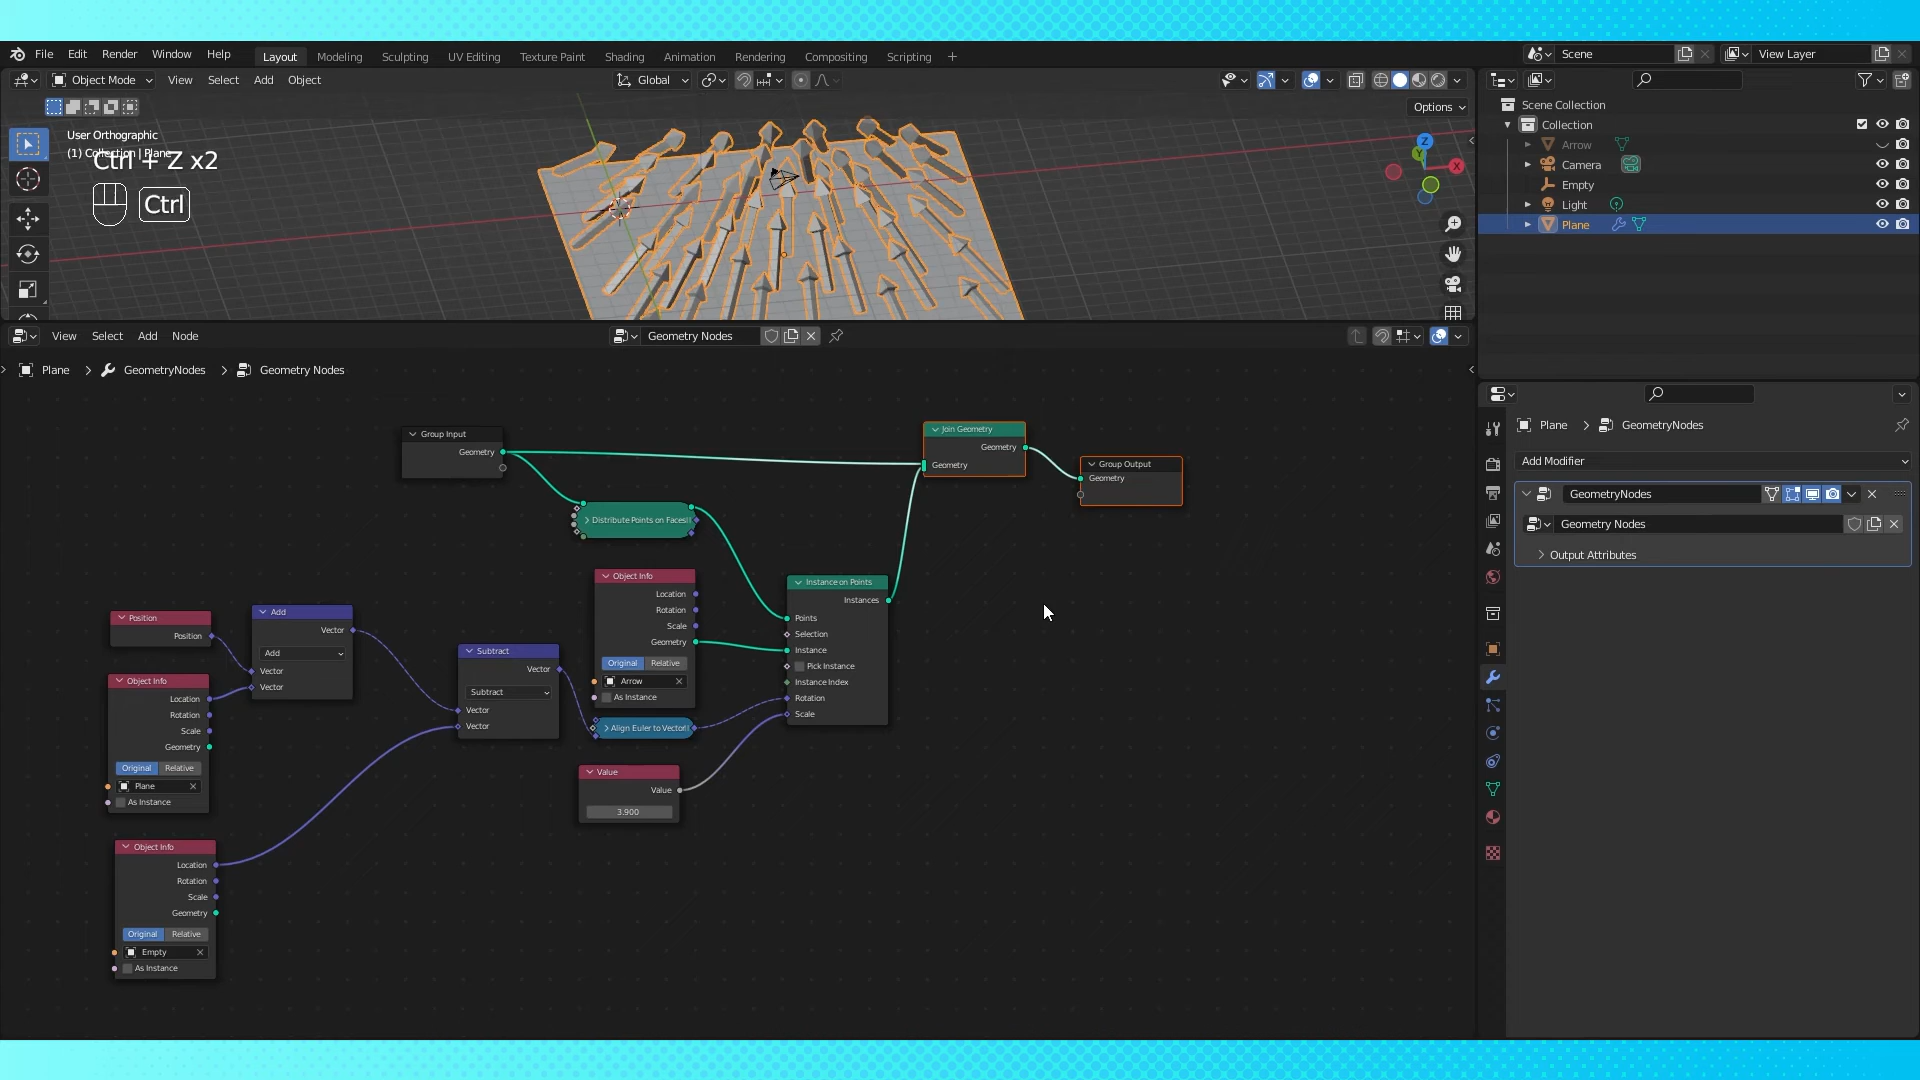 File Edit Render Window Help Layout Modeling Sculpting UV Editing Texture Paint Shading Animation Rendering Compositing Scripting + Scene View Layer
Object Mode View Select Add Object Global
Options
User Orthographic
(1) Collection | Plane
Ctrl + Z x2
Ctrl
Z
Y
X
Scene Collection
Collection
Arrow
Camera
Empty
Light
Plane
View Select Add Node Geometry Nodes
Plane > GeometryNodes > Geometry Nodes
Group Input
Geometry
Join Geometry
Geometry
Geometry
Group Output
Geometry
Distribute Points on Faces
Object Info
Location
Rotation
Scale
Geometry
Original Relative
Arrow
As Instance
Instance on Points
Instances
Points
Selection
Instance
Pick Instance
Instance Index
Rotation
Scale
Position
Position
Add
Vector
Add
Vector
Vector
Subtract
Vector
Subtract
Vector
Vector
Align Euler to Vector
Value
Value
3.900
Object Info
Location
Rotation
Scale
Geometry
Original Relative
Plane
As Instance
Object Info
Location
Rotation
Scale
Geometry
Original Relative
Empty
As Instance
Plane > GeometryNodes
Add Modifier
GeometryNodes
Geometry Nodes
Output Attributes